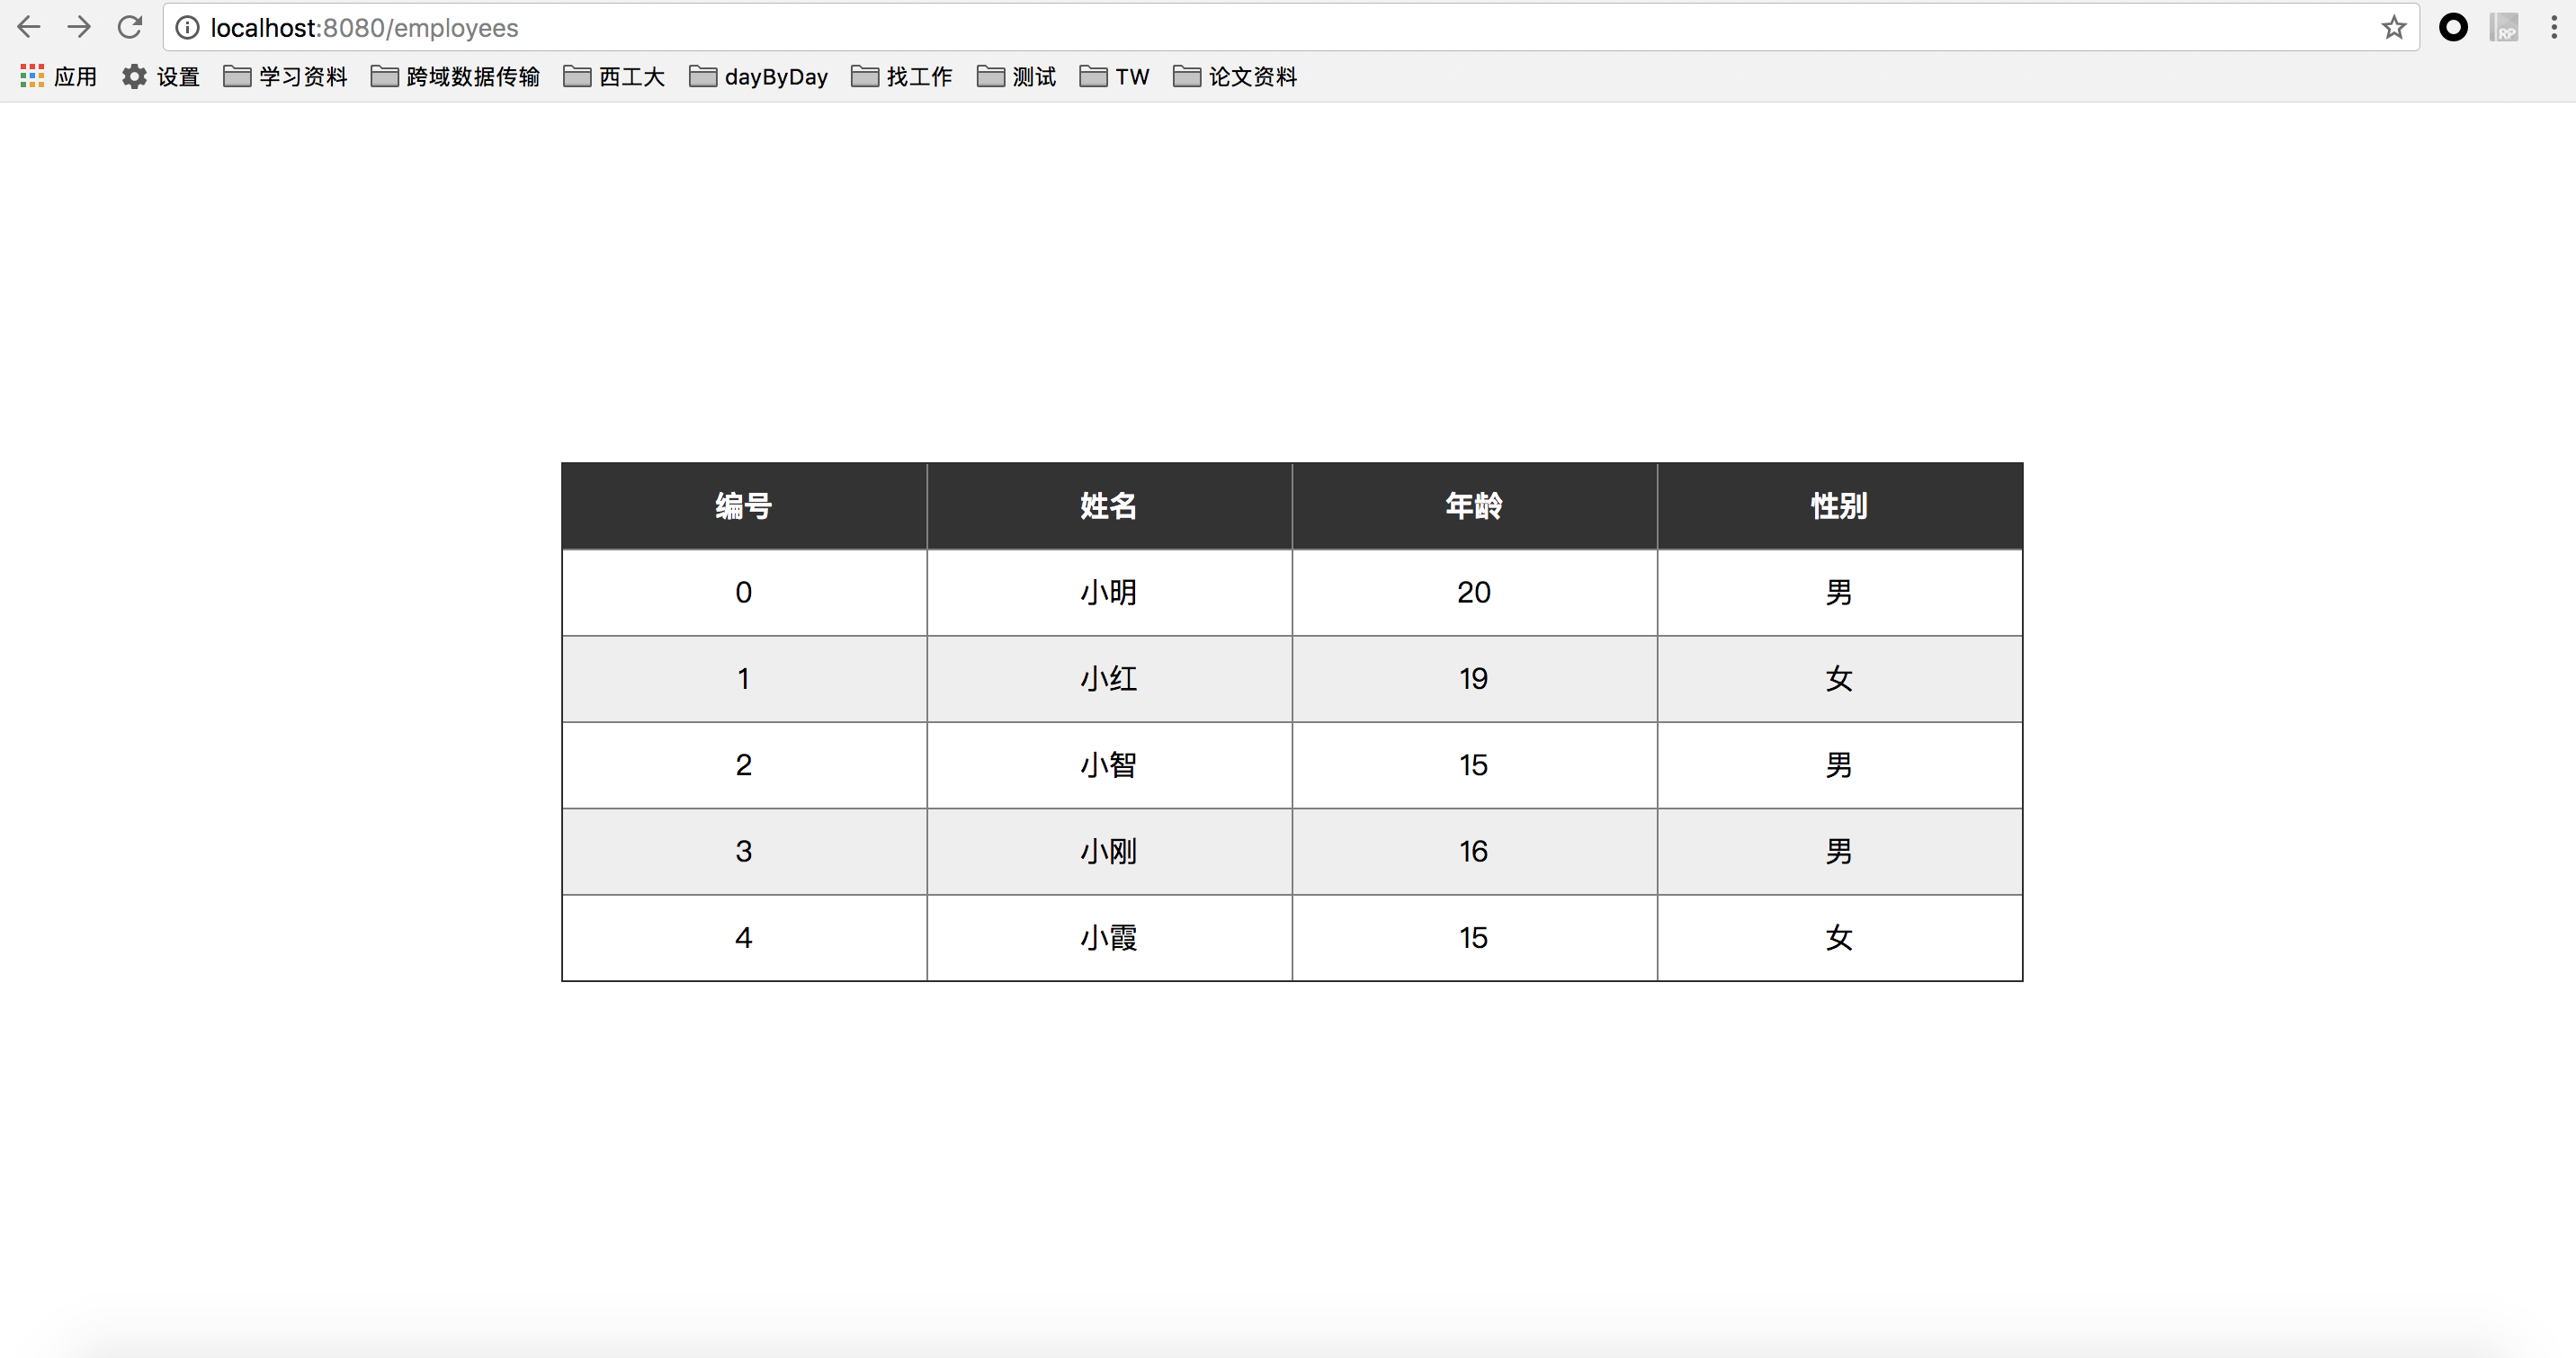 localhost:8080/employees
应用 设置 学习资料 跨域数据传输 西工大 dayByDay 找工作 测试 TW 论文资料
编号 姓名 年龄 性别
0 小明 20 男
1 小红 19 女
2 小智 15 男
3 小刚 16 男
4 小霞 15 女
RP